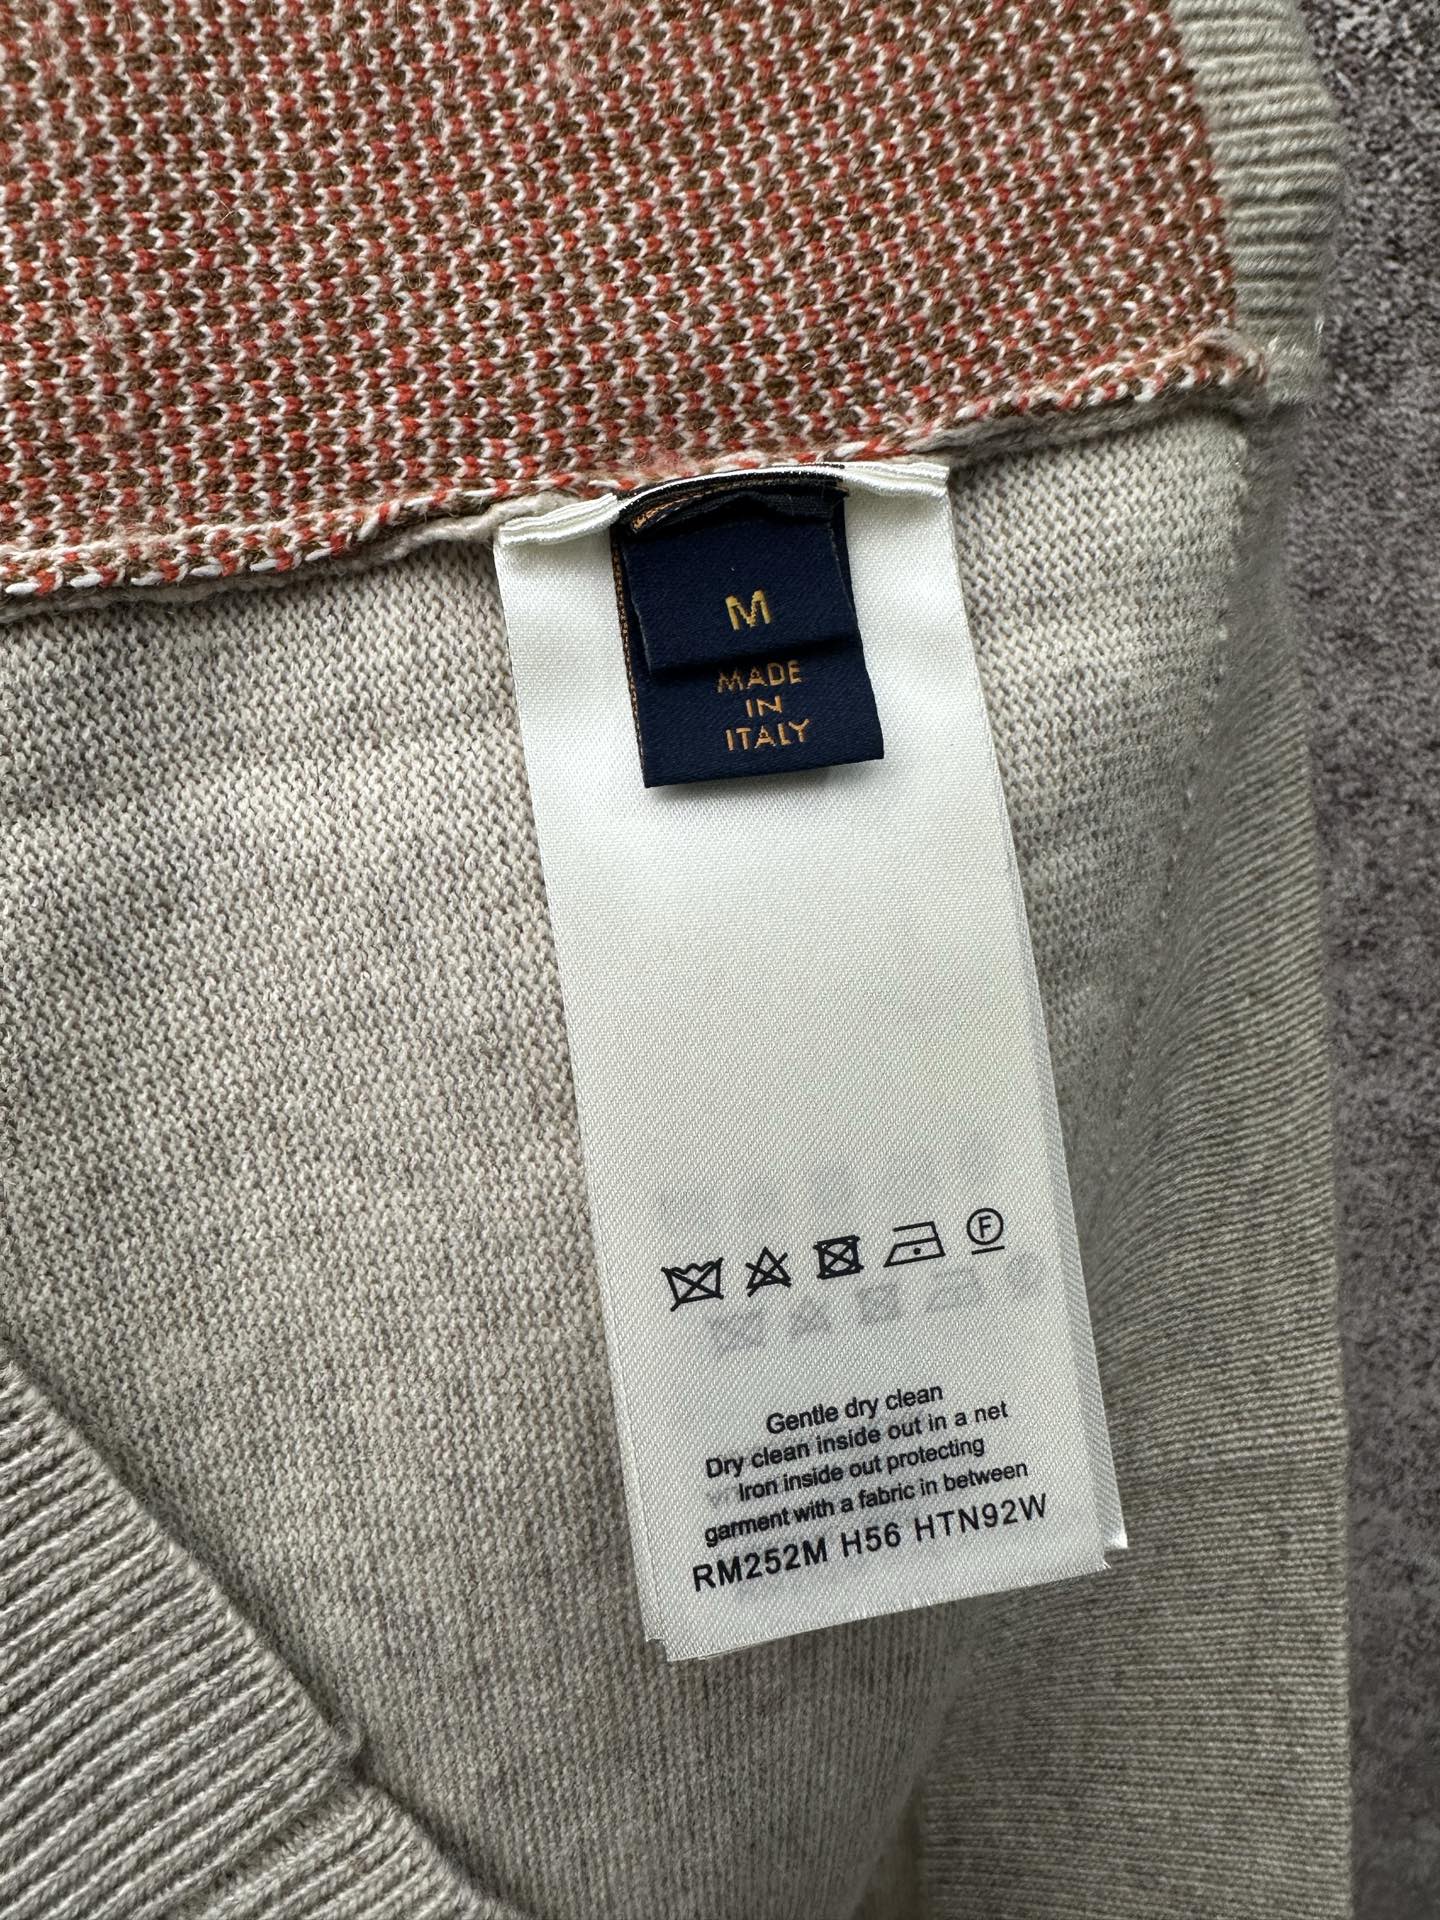 M
MADE
IN
ITALY
F
Gentle dry clean
Dry clean inside out in a net
Iron inside out protecting
garment with a fabric in between
RM252M H56 HTN92W